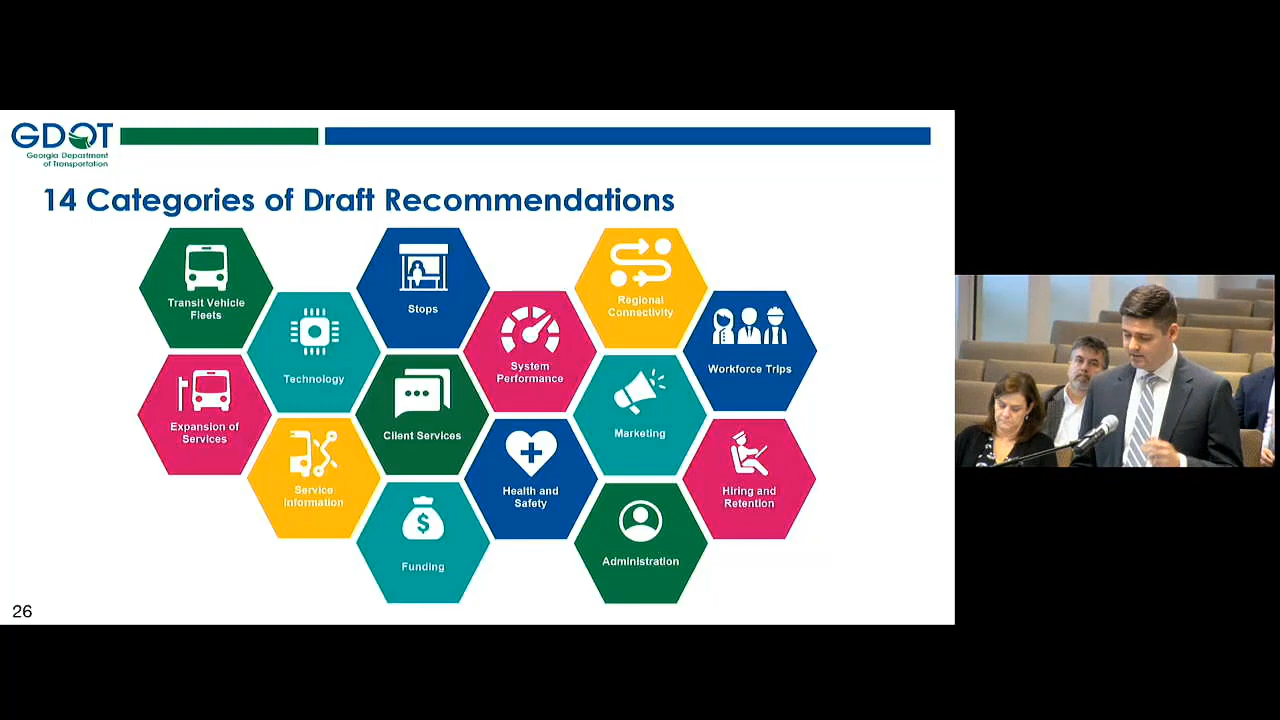 GDOT
Georgia Department
of Transportation
14 Categories of Draft Recommendations
Transit Vehicle
Fleets
Stops
Regional
Connectivity
Technology
System
Performance
Workforce Trips
Expansion of
Services
Client Services
Marketing
Service
Information
Health and
Safety
Hiring and
Retention
Funding
Administration
26